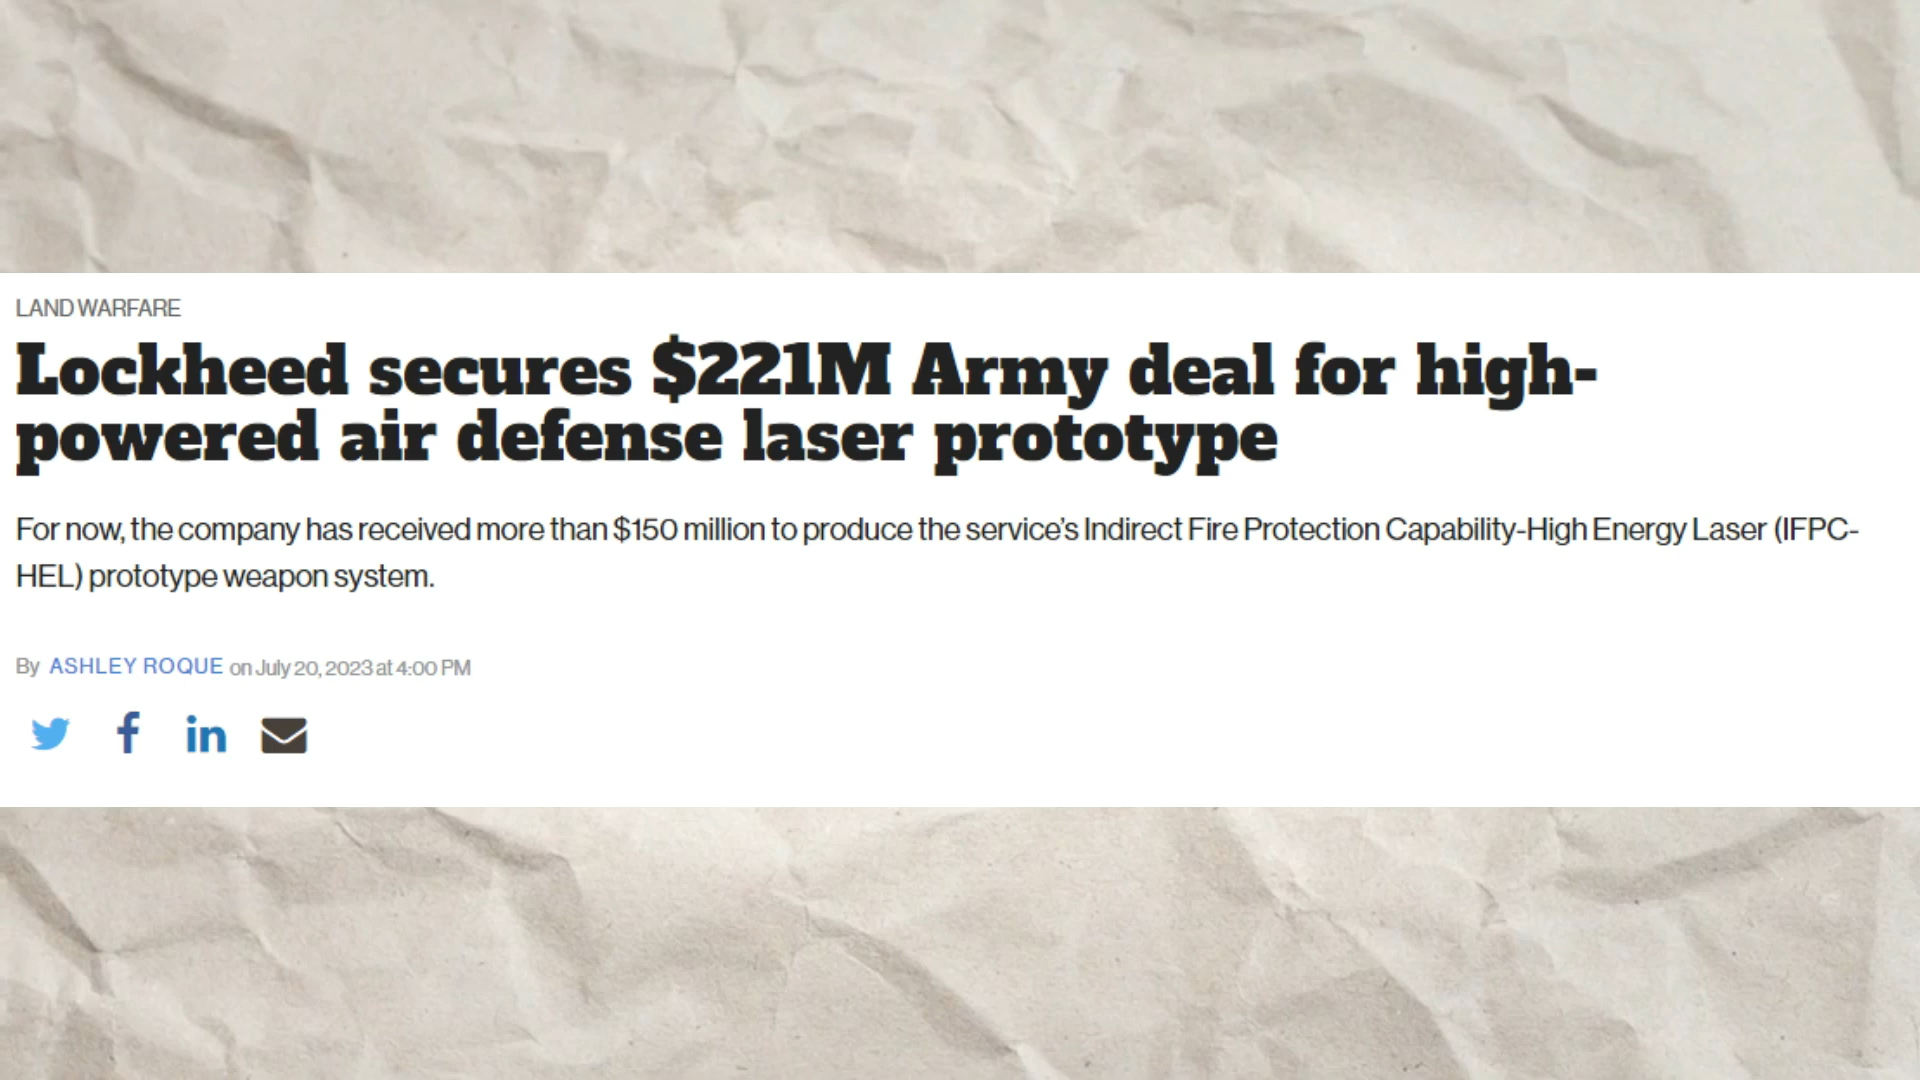 LAND WARFARE
Lockheed secures $221M Army deal for high-
powered air defense laser prototype
For now, the company has received more than $150 million to produce the service’s Indirect Fire Protection Capability-High Energy Laser (IFPC-
HEL) prototype weapon system.
By ASHLEY ROQUE on July 20, 2023 at 4:00 PM